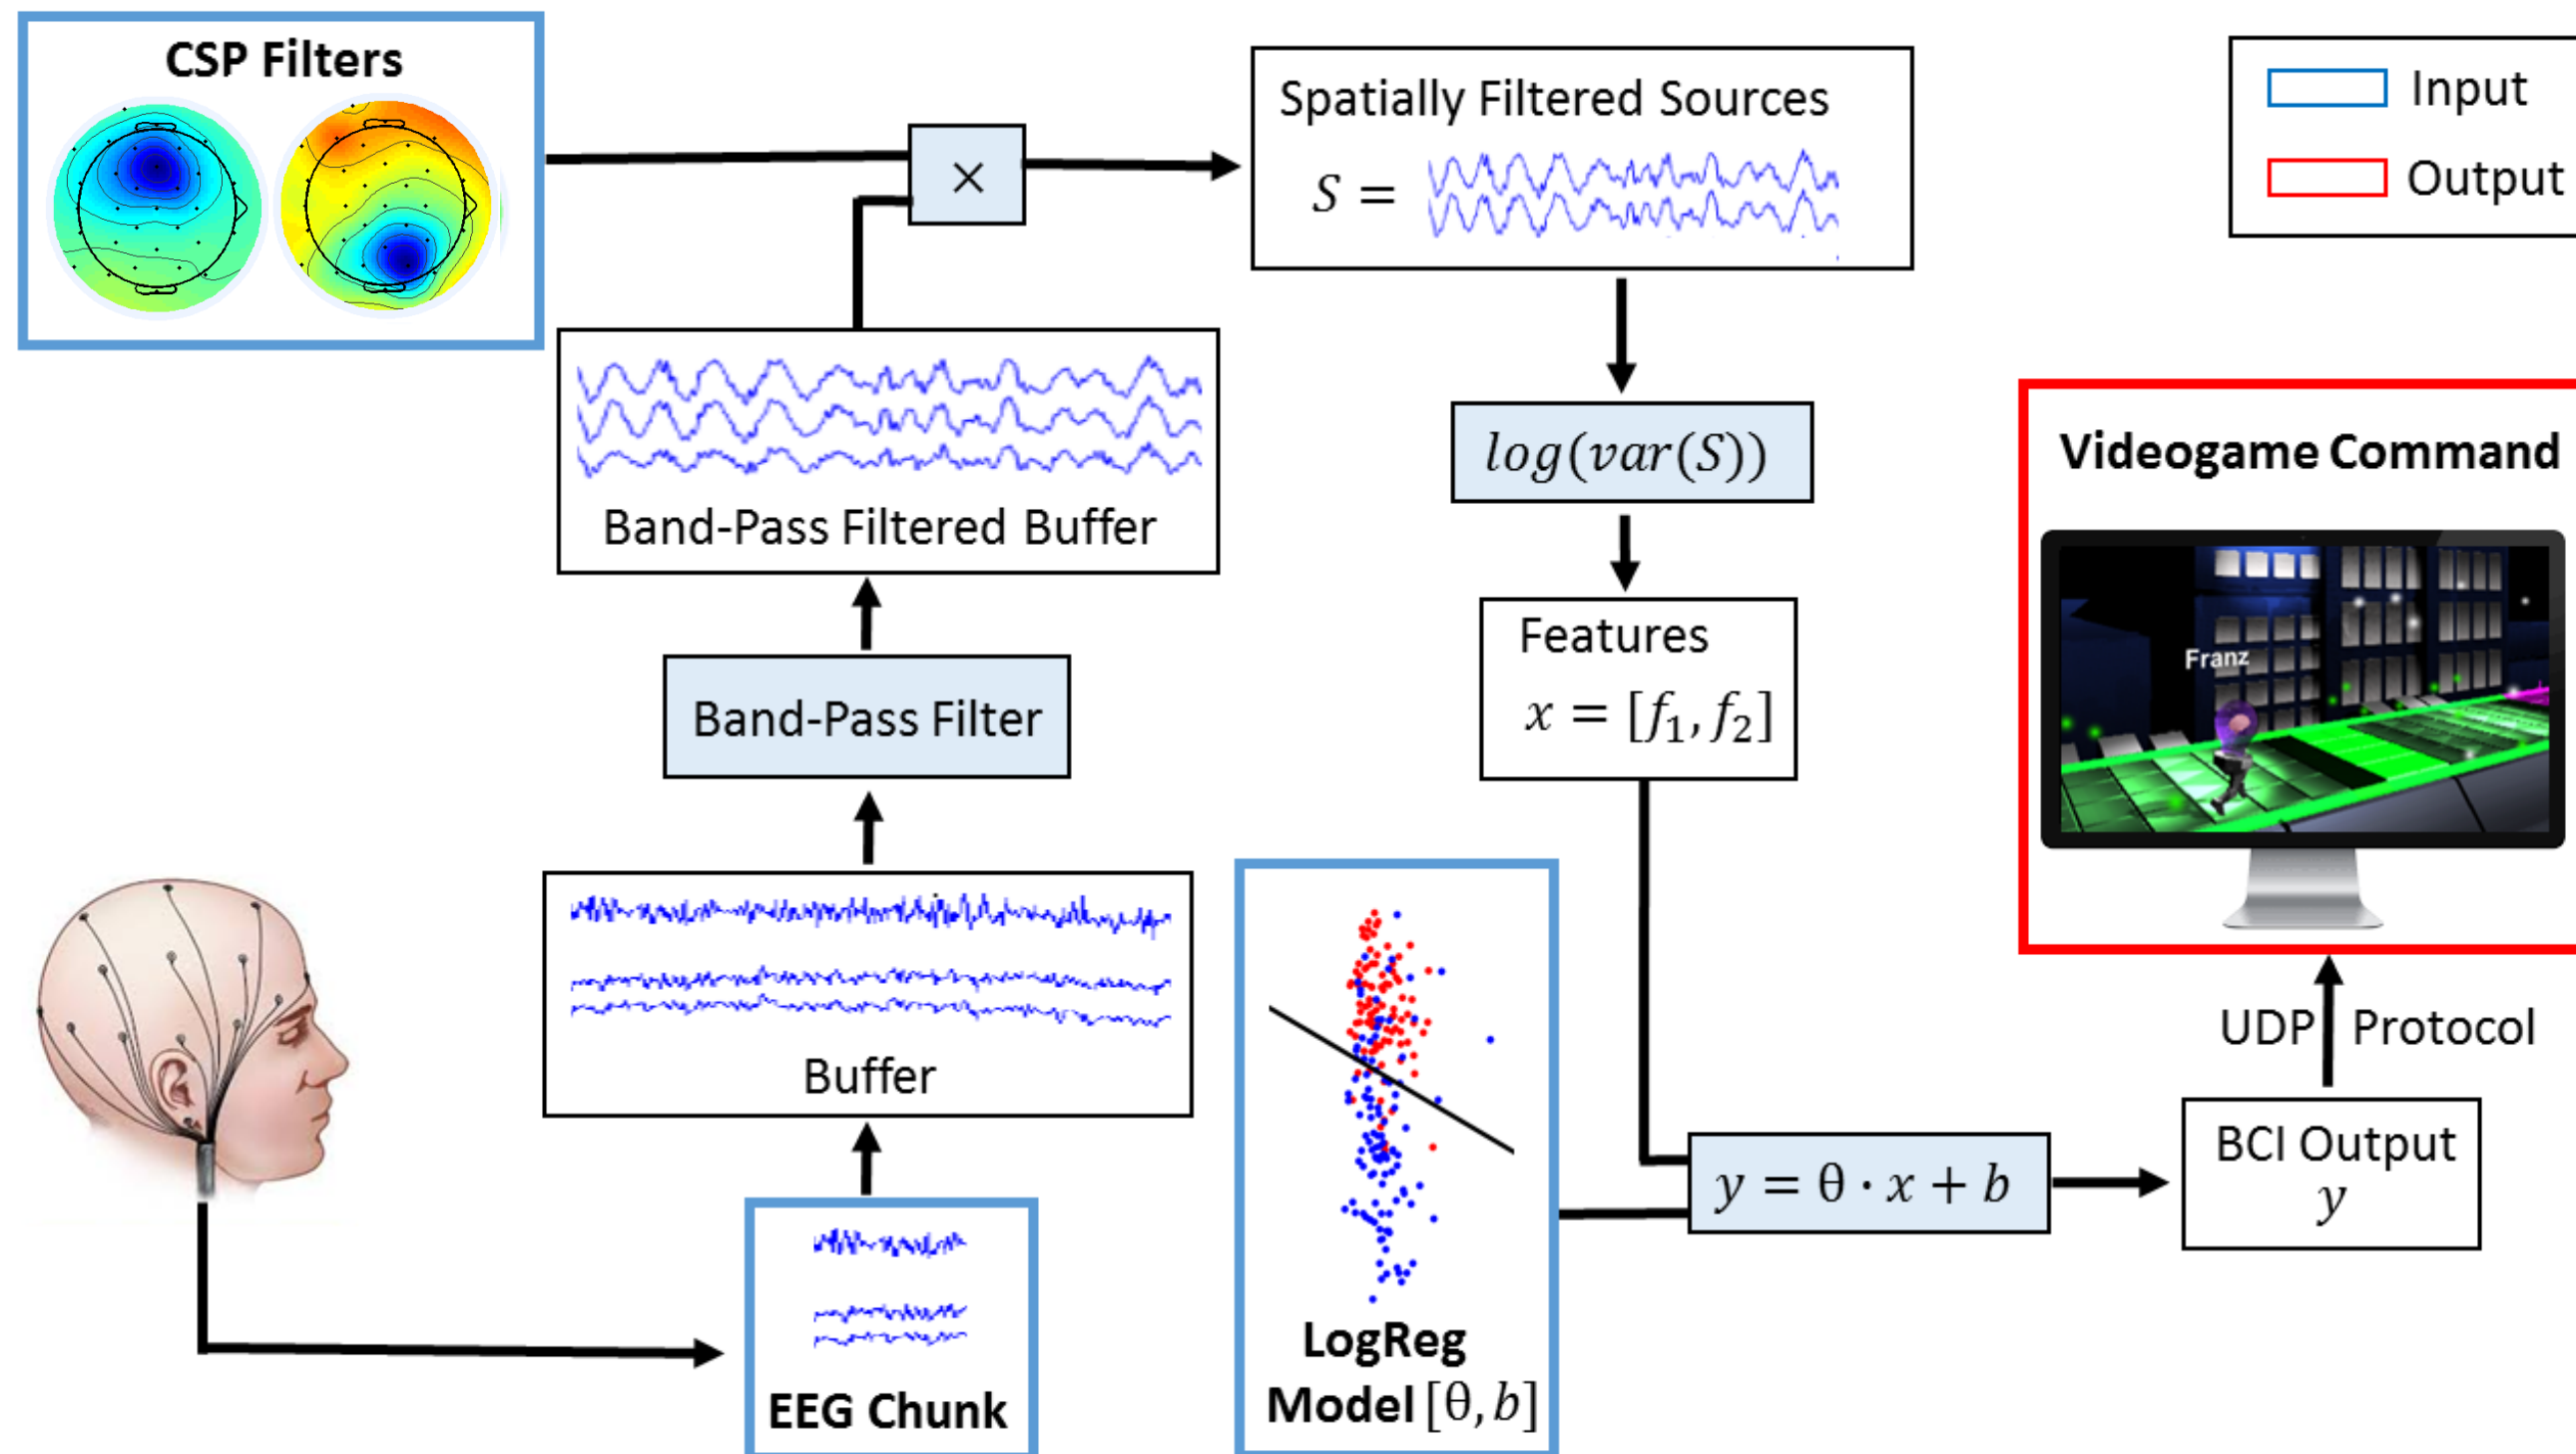 CSP Filters
×
Spatially Filtered Sources
S =
Input
Output
Band-Pass Filtered Buffer
log(var(S))
Videogame Command
Franz
Features
x = [f₁, f₂]
Band-Pass Filter
Buffer
UDP Protocol
y = θ · x + b
BCI Output
y
EEG Chunk
LogReg
Model [θ, b]